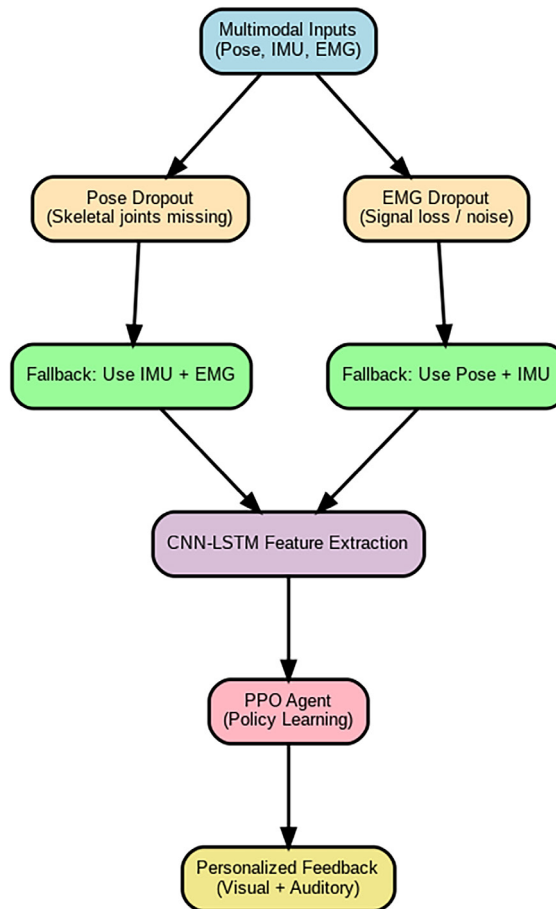 Multimodal Inputs
(Pose, IMU, EMG)
Pose Dropout
(Skeletal joints missing)
EMG Dropout
(Signal loss / noise)
Fallback: Use IMU + EMG
Fallback: Use Pose + IMU
CNN-LSTM Feature Extraction
PPO Agent
(Policy Learning)
Personalized Feedback
(Visual + Auditory)